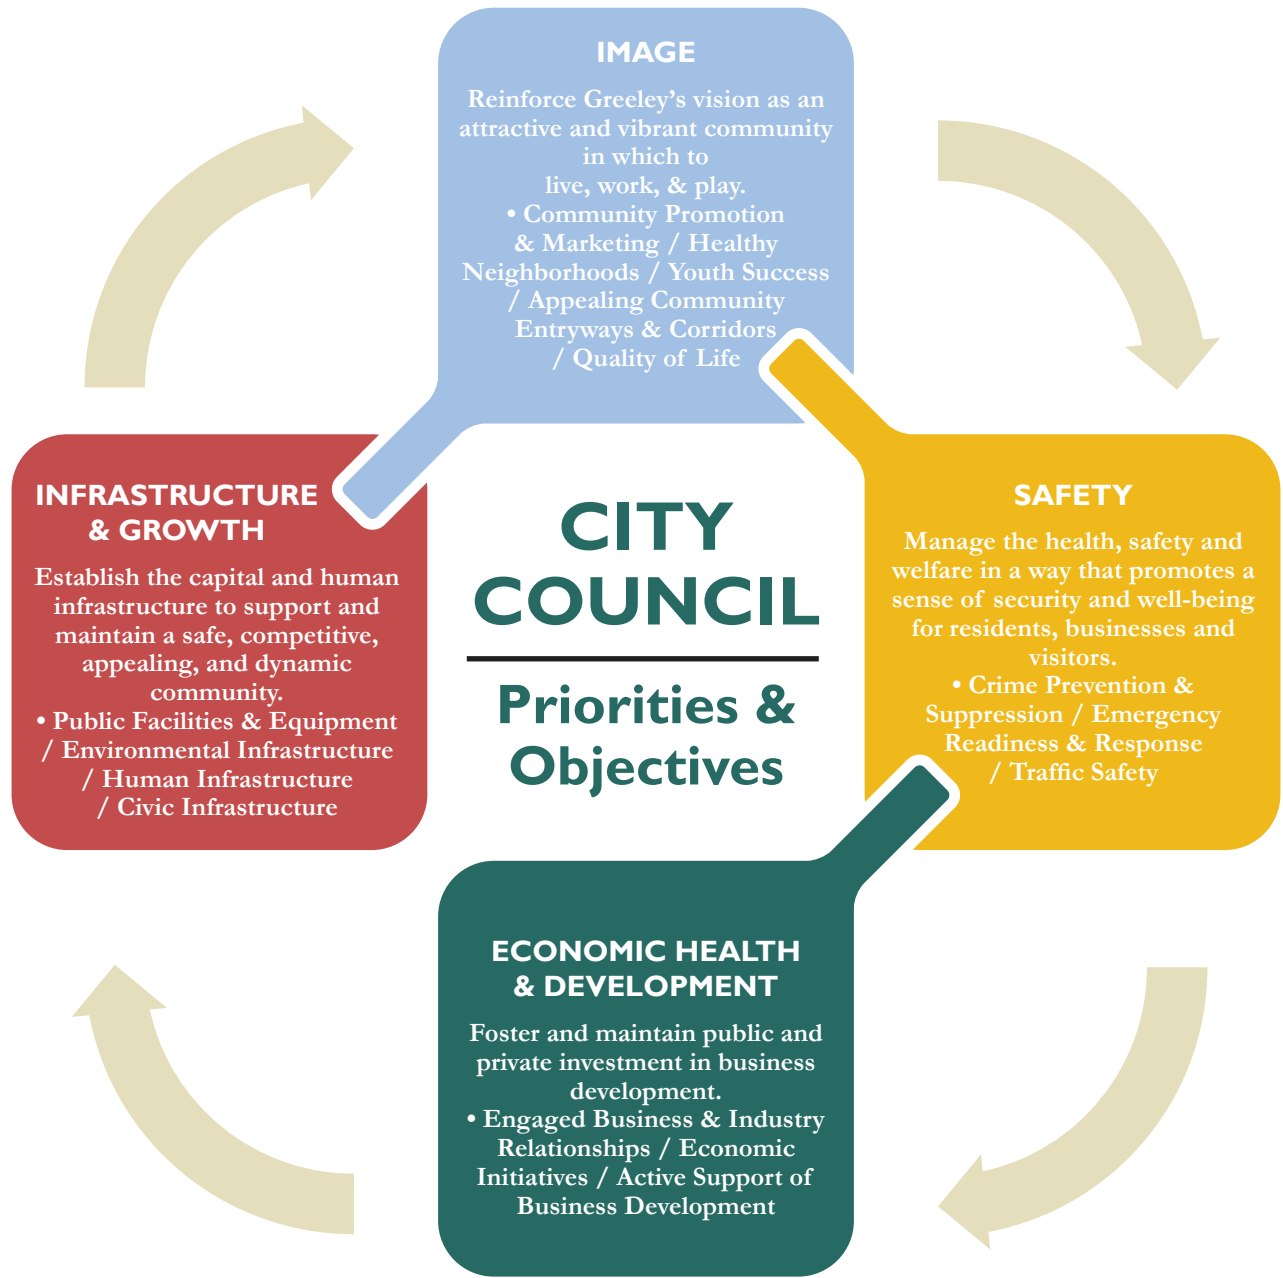 IMAGE
Reinforce Greeley’s vision as an
attractive and vibrant community
in which to
live, work, & play.
• Community Promotion
& Marketing / Healthy
Neighborhoods / Youth Success
/ Appealing Community
Entryways & Corridors
/ Quality of Life
INFRASTRUCTURE
& GROWTH
Establish the capital and human
infrastructure to support and
maintain a safe, competitive,
appealing, and dynamic
community.
• Public Facilities & Equipment
/ Environmental Infrastructure
/ Human Infrastructure
/ Civic Infrastructure
CITY
COUNCIL
Priorities &
Objectives
SAFETY
Manage the health, safety and
welfare in a way that promotes a
sense of security and well-being
for residents, businesses and
visitors.
• Crime Prevention &
Suppression / Emergency
Readiness & Response
/ Traffic Safety
ECONOMIC HEALTH
& DEVELOPMENT
Foster and maintain public and
private investment in business
development.
• Engaged Business & Industry
Relationships / Economic
Initiatives / Active Support of
Business Development